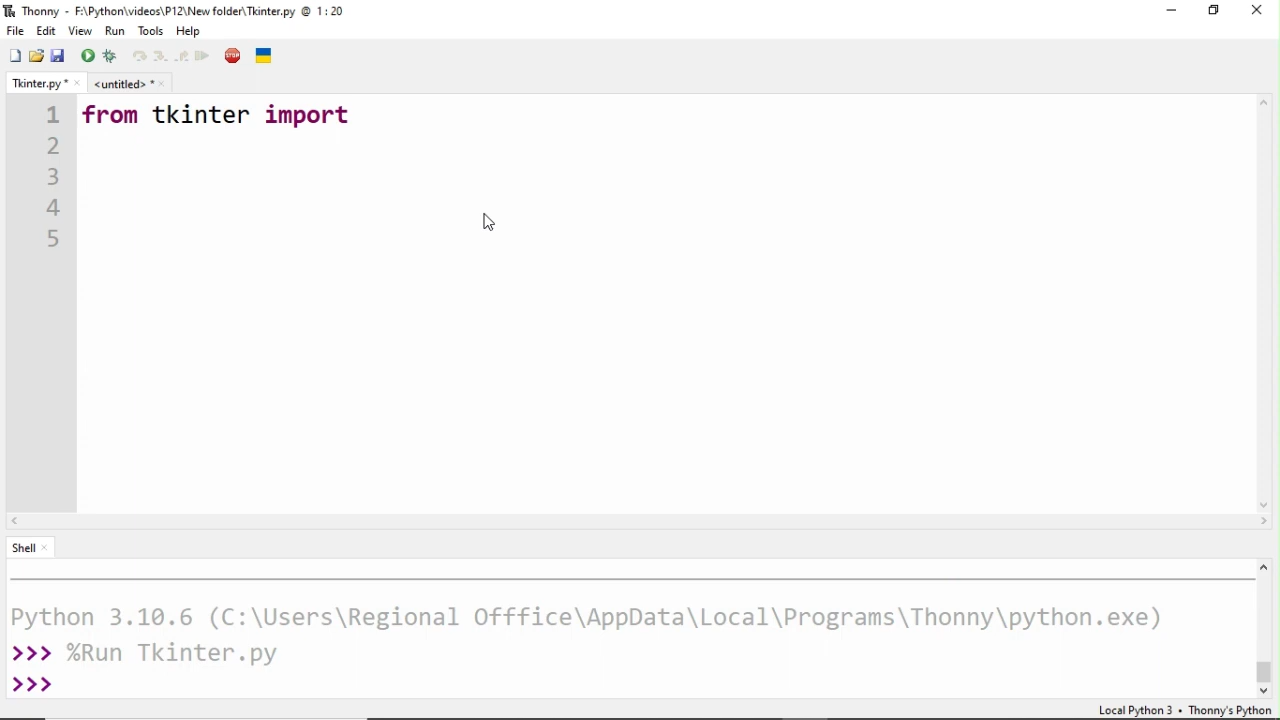 Thonny - F:\Python\videos\P12\New folder\Tkinter.py @ 1:20
File Edit View Run Tools Help
STOP
Tkinter.py * × <untitled> * ×
1 from tkinter import
2
3
4
5
Shell ×
Python 3.10.6 (C:\Users\Regional Offfice\AppData\Local\Programs\Thonny\python.exe)
>>> %Run Tkinter.py
>>>
Local Python 3 • Thonny's Python